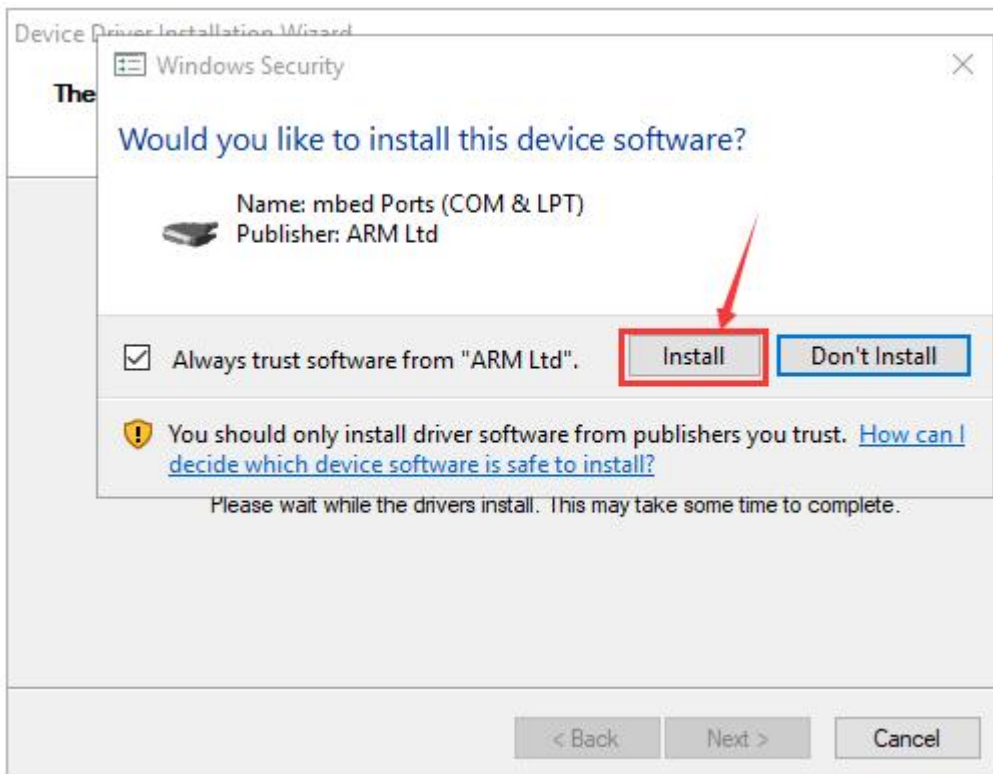 Device Driver Installation Wizard
The
Windows Security
Would you like to install this device software?
Name: mbed Ports (COM & LPT)
Publisher: ARM Ltd
Always trust software from "ARM Ltd".
Install
Don't Install
You should only install driver software from publishers you trust. How can I
decide which device software is safe to install?
Please wait while the drivers install. This may take some time to complete.
< Back
Next >
Cancel